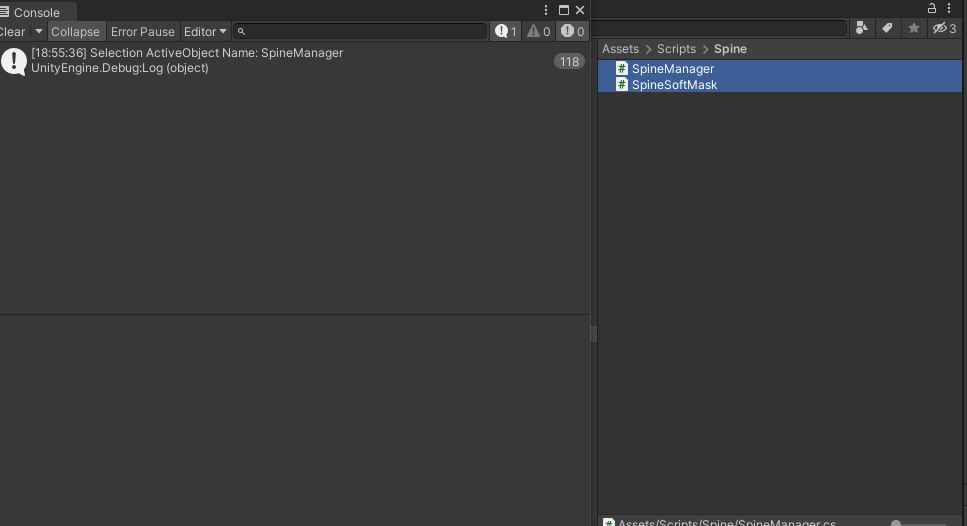 Console
Clear
Collapse
Error Pause
Editor
1
0
0
3
[18:55:36] Selection ActiveObject Name: SpineManager
UnityEngine.Debug:Log (object)
118
Assets > Scripts > Spine
SpineManager
SpineSoftMask
Assets/Scripts/Spine/SpineManager.cs